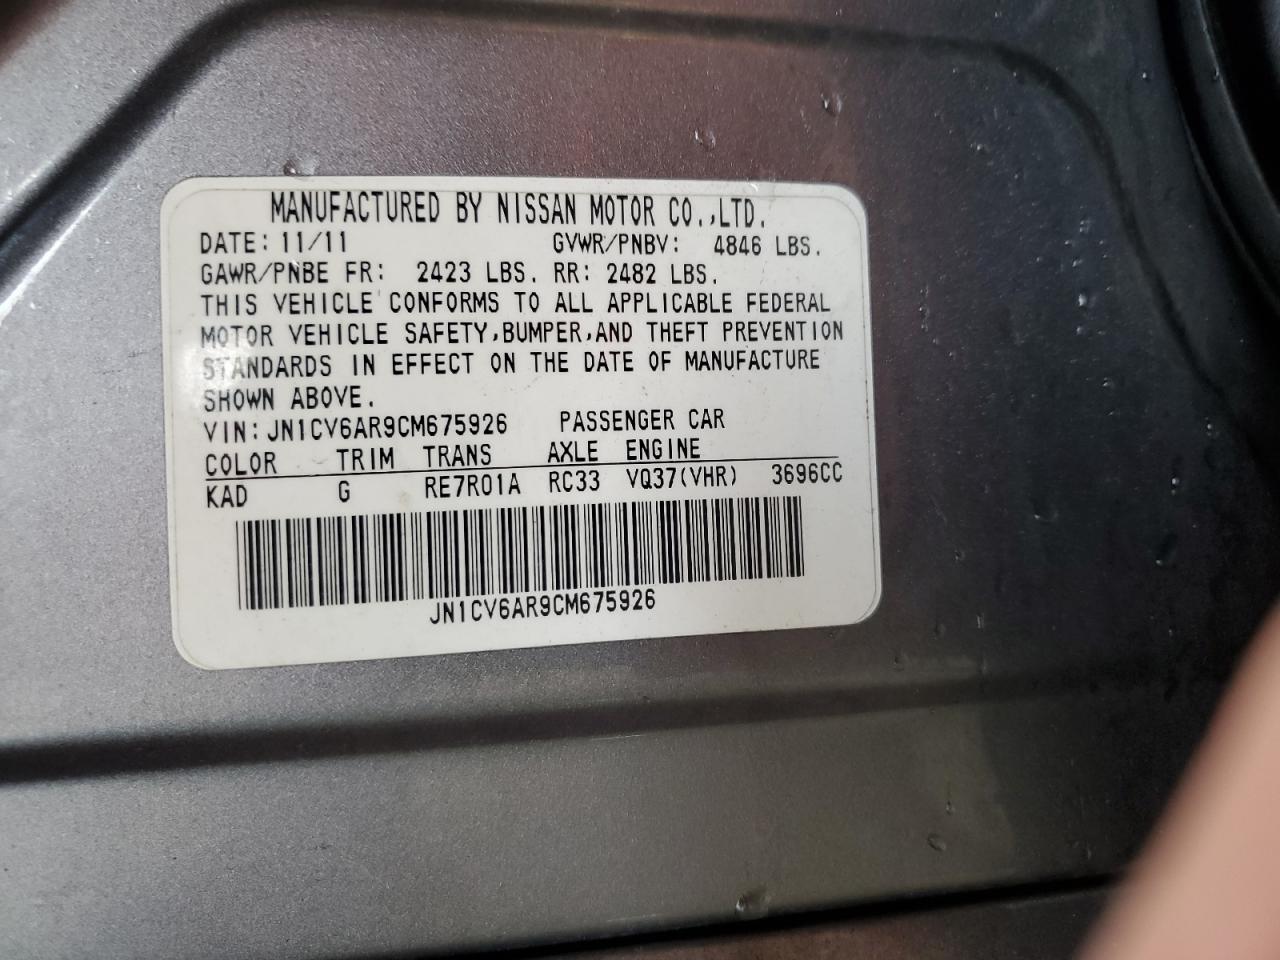 MANUFACTURED BY NISSAN MOTOR CO.,LTD.
DATE: 11/11 GVWR/PNBV: 4846 LBS.
GAWR/PNBE FR: 2423 LBS. RR: 2482 LBS.
THIS VEHICLE CONFORMS TO ALL APPLICABLE FEDERAL
MOTOR VEHICLE SAFETY,BUMPER,AND THEFT PREVENTION
STANDARDS IN EFFECT ON THE DATE OF MANUFACTURE
SHOWN ABOVE.
VIN:JN1CV6AR9CM675926 PASSENGER CAR
COLOR TRIM TRANS AXLE ENGINE
KAD G RE7R01A RC33 VQ37(VHR) 3696CC
JN1CV6AR9CM675926